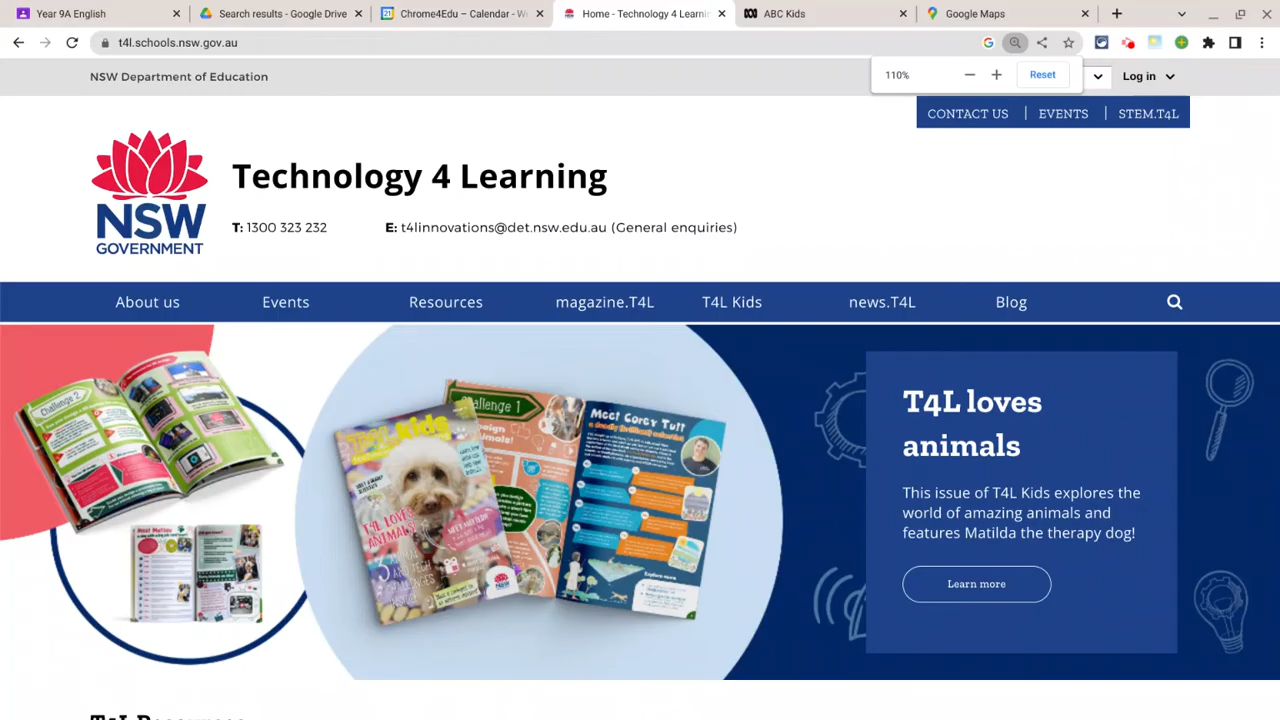 Year 9A English
Search results - Google Drive
Chrome4Edu – Calendar - W
Home - Technology 4 Learnin
ABC Kids
Google Maps
t4l.schools.nsw.gov.au
110%
Reset
NSW Department of Education
Log in
CONTACT US
EVENTS
STEM.T4L
NSW
GOVERNMENT
Technology 4 Learning
T: 1300 323 232
E: t4linnovations@det.nsw.edu.au (General enquiries)
About us
Events
Resources
magazine.T4L
T4L Kids
news.T4L
Blog
Challenge 2
T4L kids
T4L LOVES
ANIMALS!
Challenge 1
Meet Corey Tutt
T4L loves
animals
This issue of T4L Kids explores the
world of amazing animals and
features Matilda the therapy dog!
Learn more
T4L Resources